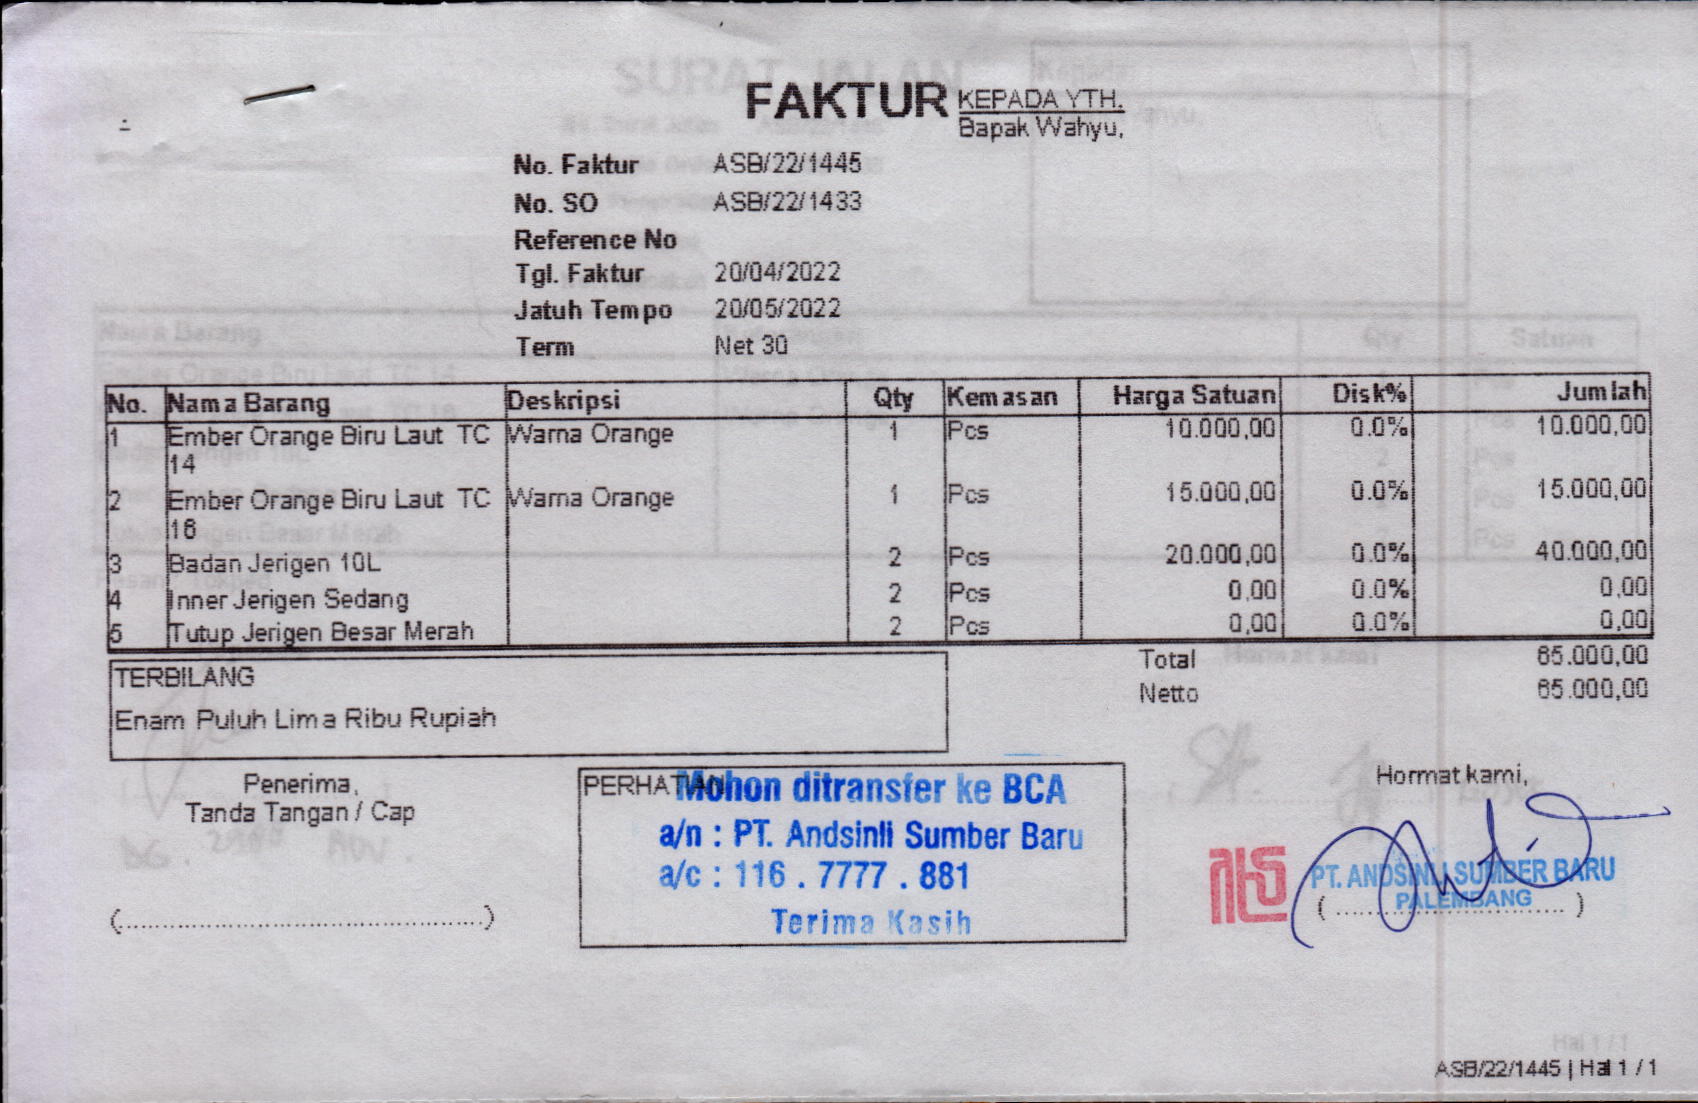 FAKTUR
KEPADA YTH.
Bapak Wahyu,
No. Faktur ASB/22/1445
No. SO ASB/22/1433
Reference No
Tgl. Faktur 20/04/2022
Jatuh Tempo 20/05/2022
Term Net 30
No. Nama Barang Deskripsi Qty Kemasan Harga Satuan Disk% Jumlah
1 Ember Orange Biru Laut TC Warna Orange 1 Pcs 10.000,00 0.0% 10.000,00
14
2 Ember Orange Biru Laut TC Warna Orange 1 Pcs 15.000,00 0.0% 15.000,00
16
3 Badan Jerigen 10L 2 Pcs 20.000,00 0.0% 40.000,00
4 Inner Jerigen Sedang 2 Pcs 0,00 0.0% 0,00
5 Tutup Jerigen Besar Merah 2 Pcs 0,00 0.0% 0,00
Total 65.000,00
Netto 65.000,00
TERBILANG
Enam Puluh Lima Ribu Rupiah
Penerima,
Tanda Tangan / Cap
(................................................)
PERHATIAN
Mohon ditransfer ke BCA
a/n : PT. Andsinli Sumber Baru
a/c : 116 . 7777 . 881
Terima Kasih
Hormat kami,
PT. ANDSINLI SUMBER BARU
PALEMBANG
( .............................. )
ASB/22/1445 | Hal 1 / 1